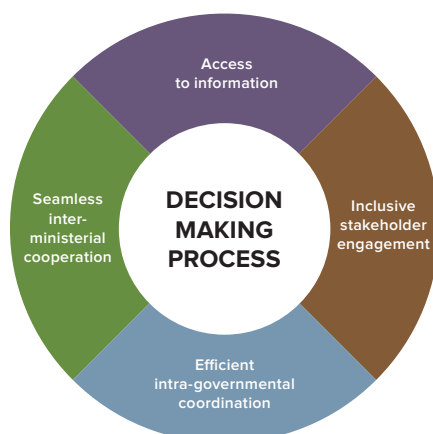 Access
to information
Seamless
inter-
ministerial
cooperation
DECISION
MAKING
PROCESS
Inclusive
stakeholder
engagement
Efficient
intra-governmental
coordination